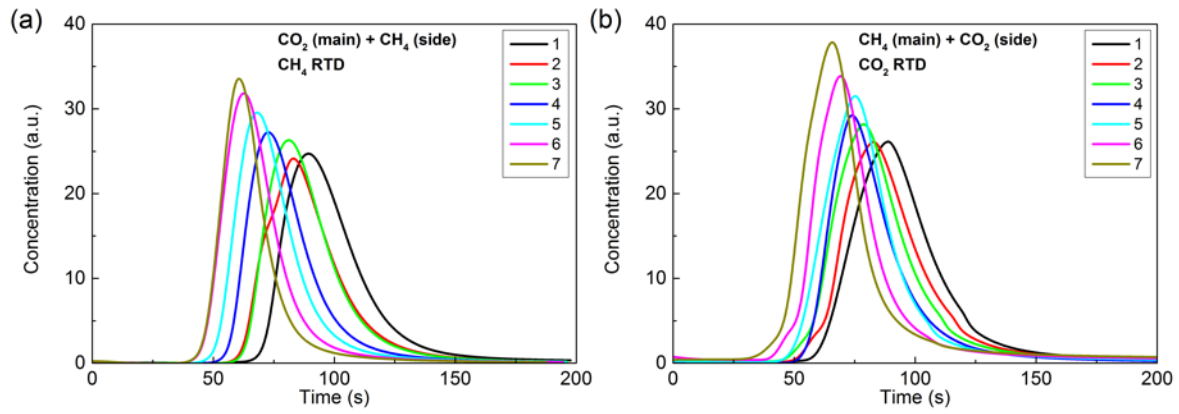 (a)
CO₂ (main) + CH₄ (side)
CH₄ RTD
1
2
3
4
5
6
7
40
30
20
10
0
Concentration (a.u.)
0 50 100 150 200
Time (s)
(b)
CH₄ (main) + CO₂ (side)
CO₂ RTD
1
2
3
4
5
6
7
40
30
20
10
0
Concentration (a.u.)
0 50 100 150 200
Time (s)